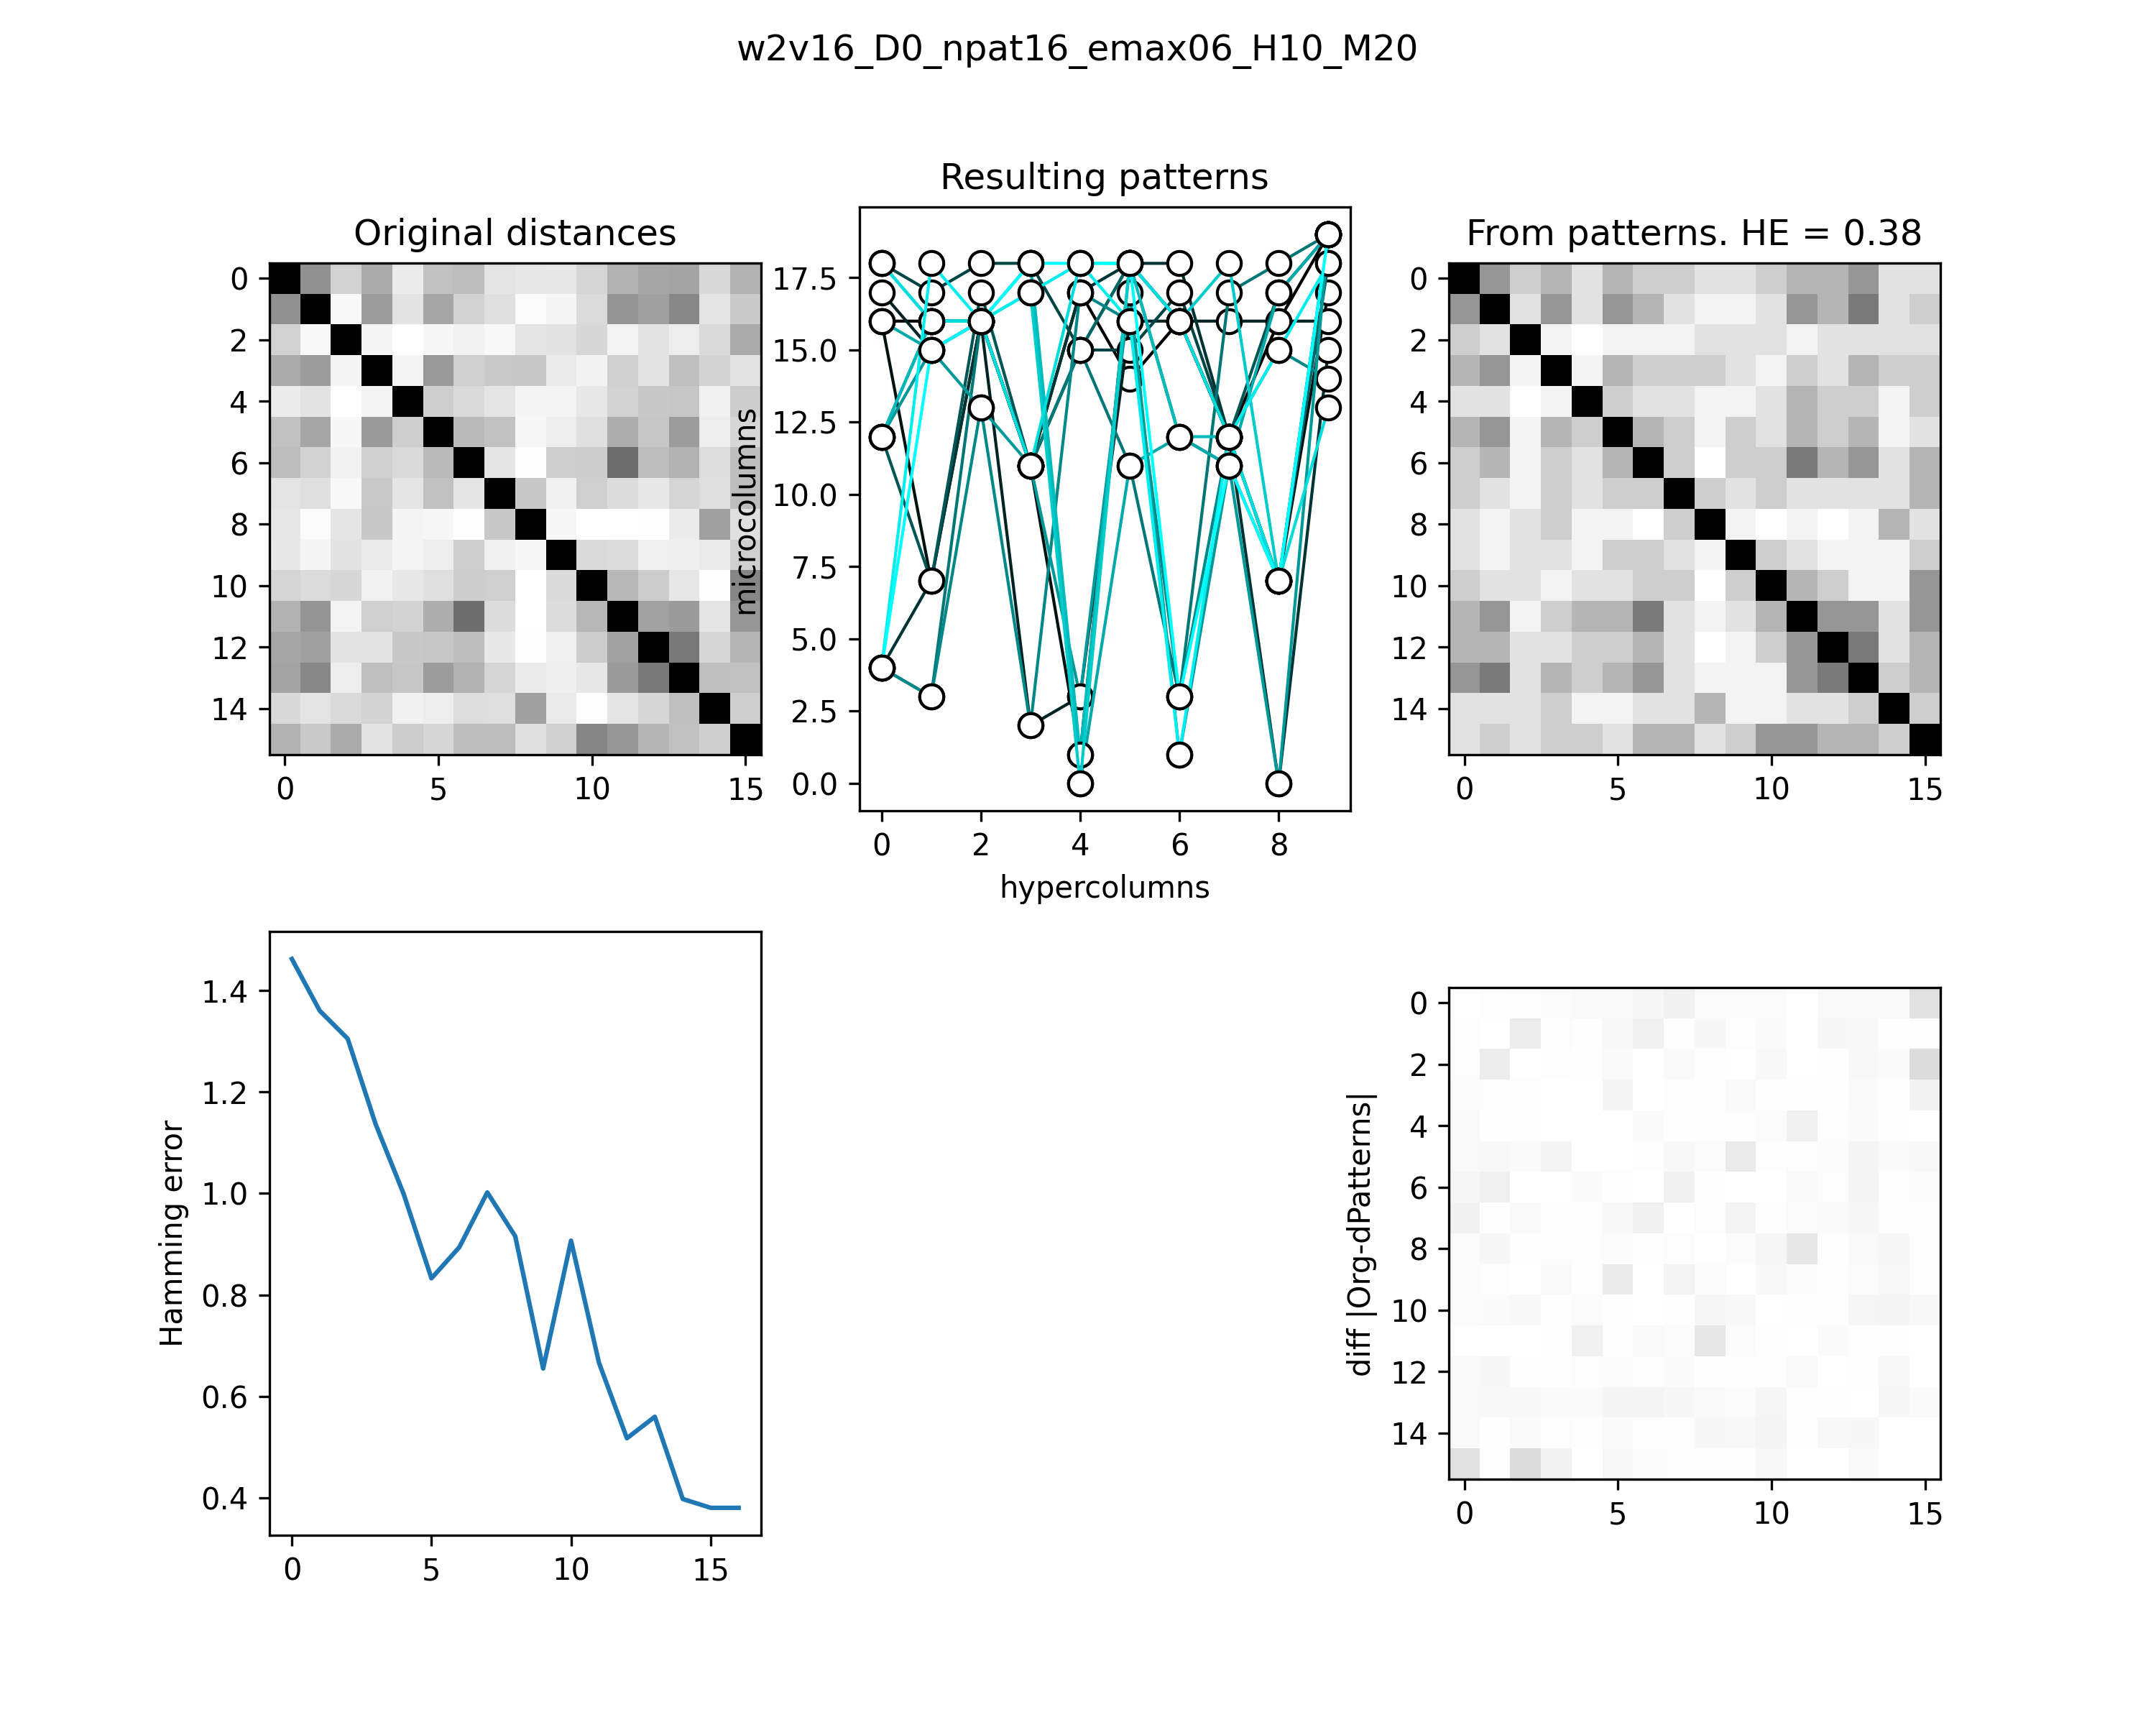 w2v16_D0_npat16_emax06_H10_M20
Original distances
0
2
4
6
8
10
12
14
0 5 10 15
Resulting patterns
microcolumns
17.5
15.0
12.5
10.0
7.5
5.0
2.5
0.0
0 2 4 6 8
hypercolumns
From patterns. HE = 0.38
0
2
4
6
8
10
12
14
0 5 10 15
Hamming error
1.4
1.2
1.0
0.8
0.6
0.4
0 5 10 15
diff |Org-dPatterns|
0
2
4
6
8
10
12
14
0 5 10 15